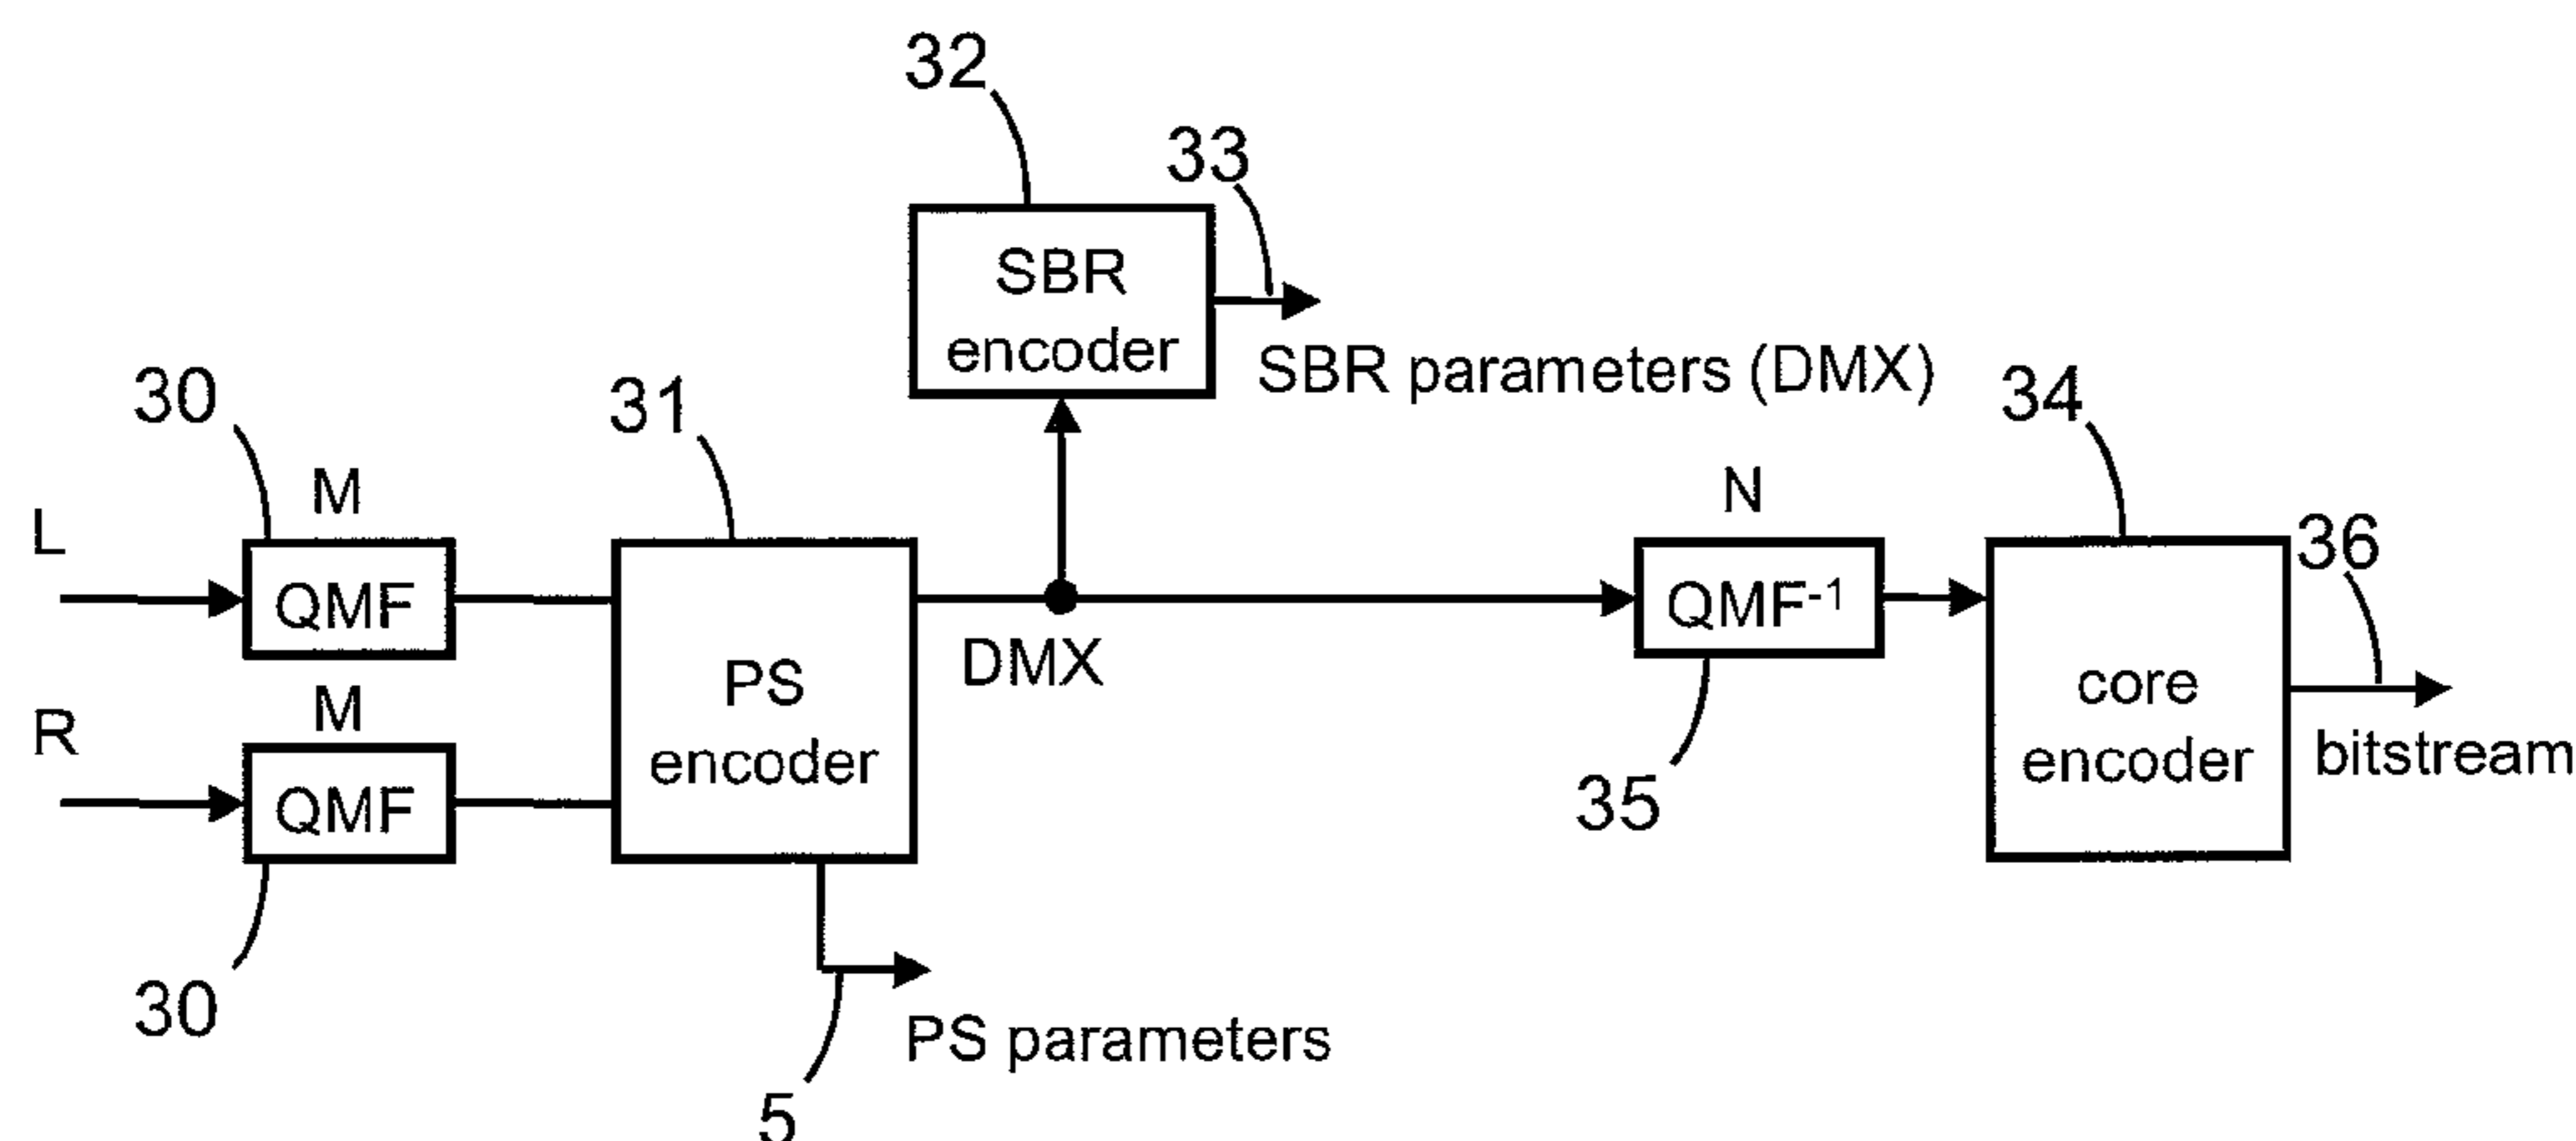 32
33
SBR
encoder
SBR parameters (DMX)
30
31
34
M
N
L
36
QMF
QMF⁻¹
DMX
PS
encoder
core
encoder
M
R
bitstream
QMF
35
30
PS parameters
5